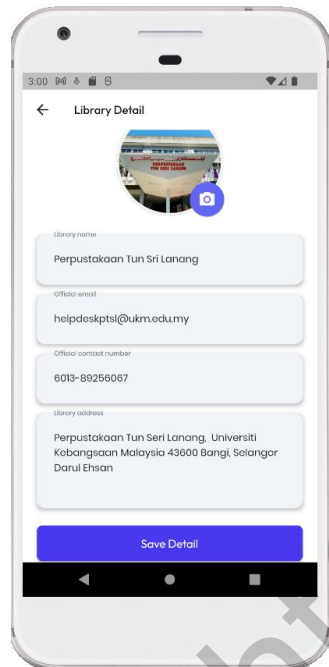 3:00
Library Detail
PERPUSTAKAAN
TUN SERI LANANG
Library name
Perpustakaan Tun Sri Lanang
Official email
helpdeskptsl@ukm.edu.my
Official contact number
6013-89256067
Library address
Perpustakaan Tun Seri Lanang, Universiti
Kebangsaan Malaysia 43600 Bangi, Selangor
Darul Ehsan
Save Detail